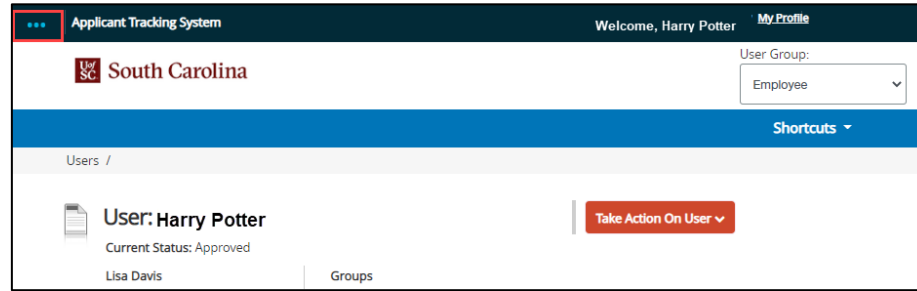 Applicant Tracking System
Welcome, Harry Potter
My Profile
UofSC South Carolina
User Group:
Employee
Shortcuts
Users /
User: Harry Potter
Take Action On User
Current Status: Approved
Lisa Davis
Groups